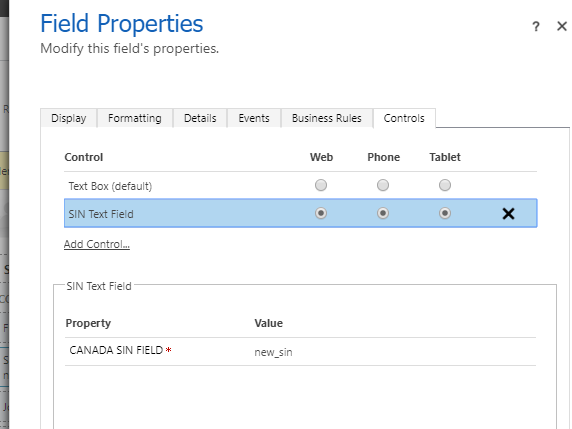 Field Properties
? ×
Modify this field's properties.
Display Formatting Details Events Business Rules Controls
Control Web Phone Tablet
Text Box (default)
SIN Text Field
Add Control...
SIN Text Field
Property Value
CANADA SIN FIELD * new_sin